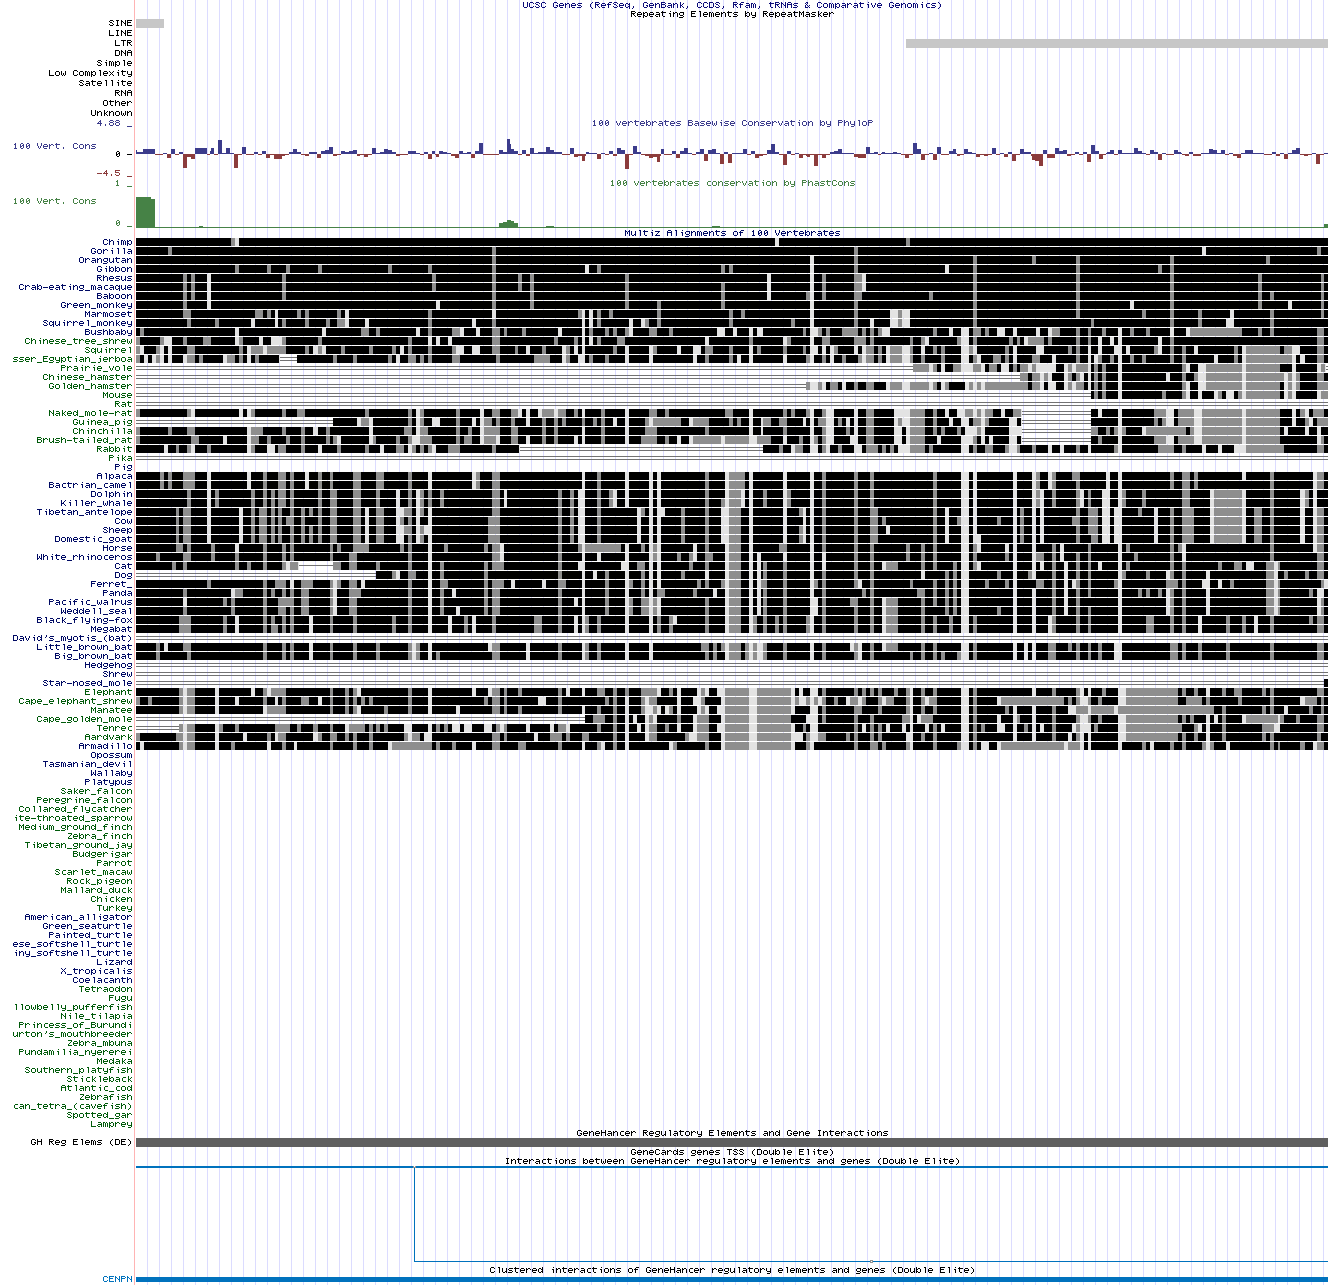 UCSC Genes (RefSeq, GenBank, CCDS, Rfam, tRNAs & Comparative Genomics)
Repeating Elements by RepeatMasker
SINE
LINE
LTR
DNA
Simple
Low Complexity
Satellite
RNA
Other
Unknown
4.88 _
100 vertebrates Basewise Conservation by PhyloP
100 Vert. Cons
0 _
-4.5 _
1 _
100 vertebrates conservation by PhastCons
100 Vert. Cons
0 _
Multiz Alignments of 100 Vertebrates
Chimp
Gorilla
Orangutan
Gibbon
Rhesus
Crab-eating_macaque
Baboon
Green_monkey
Marmoset
Squirrel_monkey
Bushbaby
Chinese_tree_shrew
Squirrel
sser_Egyptian_jerboa
Prairie_vole
Chinese_hamster
Golden_hamster
Mouse
Rat
Naked_mole-rat
Guinea_pig
Chinchilla
Brush-tailed_rat
Rabbit
Pika
Pig
Alpaca
Bactrian_camel
Dolphin
Killer_whale
Tibetan_antelope
Cow
Sheep
Domestic_goat
Horse
White_rhinoceros
Cat
Dog
Ferret_
Panda
Pacific_walrus
Weddell_seal
Black_flying-fox
Megabat
David's_myotis_(bat)
Little_brown_bat
Big_brown_bat
Hedgehog
Shrew
Star-nosed_mole
Elephant
Cape_elephant_shrew
Manatee
Cape_golden_mole
Tenrec
Aardvark
Armadillo
Opossum
Tasmanian_devil
Wallaby
Platypus
Saker_falcon
Peregrine_falcon
Collared_flycatcher
ite-throated_sparrow
Medium_ground_finch
Zebra_finch
Tibetan_ground_jay
Budgerigar
Parrot
Scarlet_macaw
Rock_pigeon
Mallard_duck
Chicken
Turkey
American_alligator
Green_seaturtle
Painted_turtle
ese_softshell_turtle
iny_softshell_turtle
Lizard
X_tropicalis
Coelacanth
Tetraodon
Fugu
llowbelly_pufferfish
Nile_tilapia
Princess_of_Burundi
urton's_mouthbreeder
Zebra_mbuna
Pundamilia_nyererei
Medaka
Southern_platyfish
Stickleback
Atlantic_cod
Zebrafish
can_tetra_(cavefish)
Spotted_gar
Lamprey
GeneHancer Regulatory Elements and Gene Interactions
GH Reg Elems (DE)
GeneCards genes TSS (Double Elite)
Interactions between GeneHancer regulatory elements and genes (Double Elite)
Clustered interactions of GeneHancer regulatory elements and genes (Double Elite)
CENPN